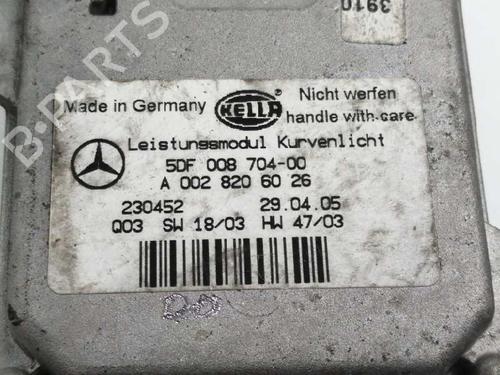 3910
B-PARTS
Made in Germany
HELLA
Nicht werfen
handle with care
Leistungsmodul Kurvenlicht
5DF 008 704-00
A 002 820 60 26
230452 29.04.05
Q03 SW 18/03 HW 47/03